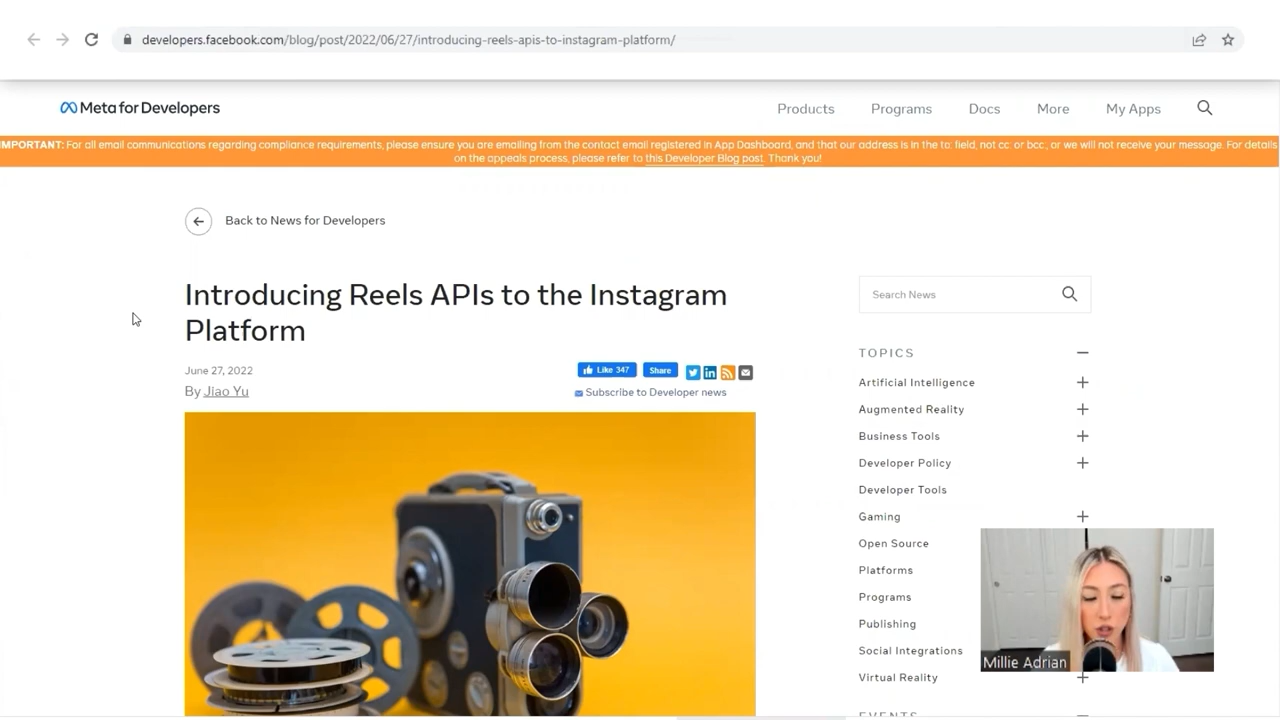 developers.facebook.com/blog/post/2022/06/27/introducing-reels-apis-to-instagram-platform/
Meta for Developers
Products
Programs
Docs
More
My Apps
IMPORTANT: For all email communications regarding compliance requirements, please ensure you are emailing from the contact email registered in App Dashboard, and that our address is in the to: field, not cc: or bcc:, or we will not receive your message. For details
on the appeals process, please refer to this Developer Blog post. Thank you!
Back to News for Developers
Introducing Reels APIs to the Instagram
Platform
June 27, 2022
By Jiao Yu
Like 347
Share
Subscribe to Developer news
Search News
TOPICS
Artificial Intelligence
Augmented Reality
Business Tools
Developer Policy
Developer Tools
Gaming
Open Source
Platforms
Programs
Publishing
Social Integrations
Virtual Reality
EVENTS
Millie Adrian